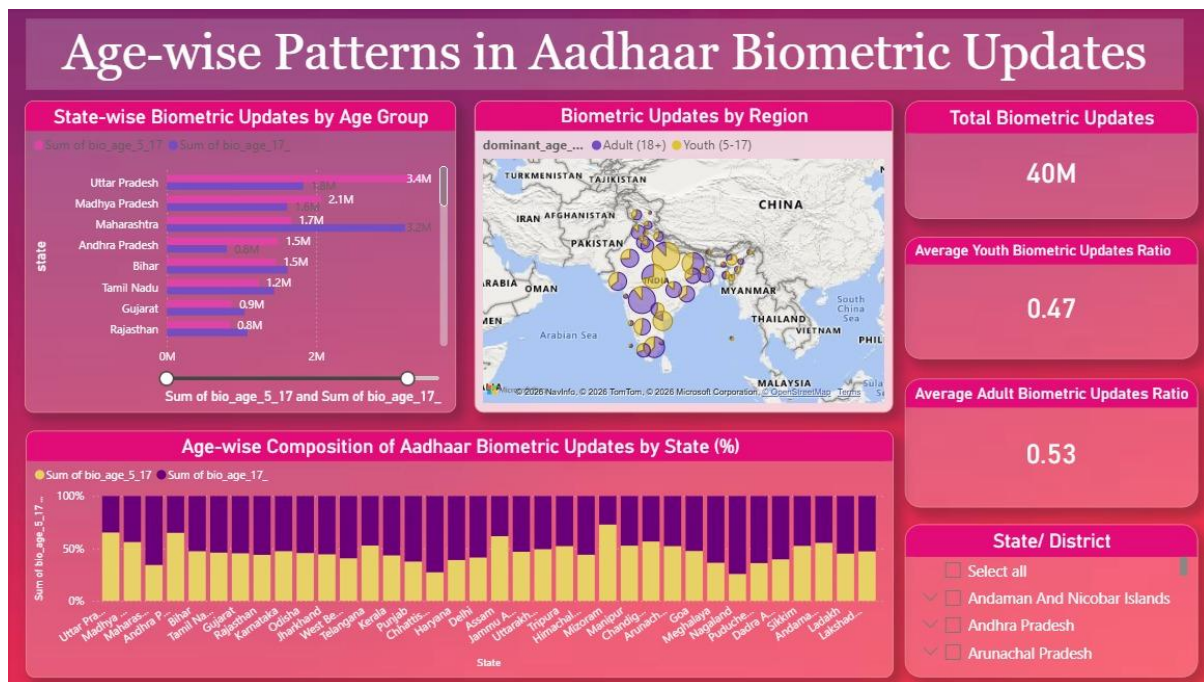 Age-wise Patterns in Aadhaar Biometric Updates
State-wise Biometric Updates by Age Group
Sum of bio_age_5_17 Sum of bio_age_17_
state
Uttar Pradesh 3.4M
1.8M
Madhya Pradesh 2.1M
1.6M
Maharashtra 1.7M
3.2M
Andhra Pradesh 1.5M
0.8M
Bihar 1.5M
Tamil Nadu 1.2M
Gujarat 0.9M
Rajasthan 0.8M
0M 2M
Sum of bio_age_5_17 and Sum of bio_age_17_
Biometric Updates by Region
dominant_age_... Adult (18+) Youth (5-17)
TURKMENISTAN TAJIKISTAN
CHINA
IRAN AFGHANISTAN
PAKISTAN
INDIA
ARABIA OMAN
MYANMAR
MEN
Arabian Sea
THAILAND
VIETNAM
South
China
Sea
PHIL
MALAYSIA
Sula
© 2026 NavInfo, © 2026 TomTom, © 2026 Microsoft Corporation, © OpenStreetMap Terms
Total Biometric Updates
40M
Average Youth Biometric Updates Ratio
0.47
Average Adult Biometric Updates Ratio
0.53
Age-wise Composition of Aadhaar Biometric Updates by State (%)
Sum of bio_age_5_17 Sum of bio_age_17_
Sum of bio_age_5_17 ...
100%
50%
0%
Uttar Pra...
Madhya ...
Maharas...
Andhra P...
Bihar
Tamil Na...
Gujarat
Rajasthan
Karnataka
Odisha
Jharkhand
West Be...
Telangana
Kerala
Punjab
Chhattis...
Haryana
Delhi
Assam
Jammu A...
Uttarakh...
Tripura
Himachal...
Mizoram
Manipur
Chandig...
Arunach...
Goa
Meghalaya
Nagaland
Puduche...
Dadra A...
Sikkim
Andama...
Ladakh
Lakshad...
State
State/ District
Select all
Andaman And Nicobar Islands
Andhra Pradesh
Arunachal Pradesh